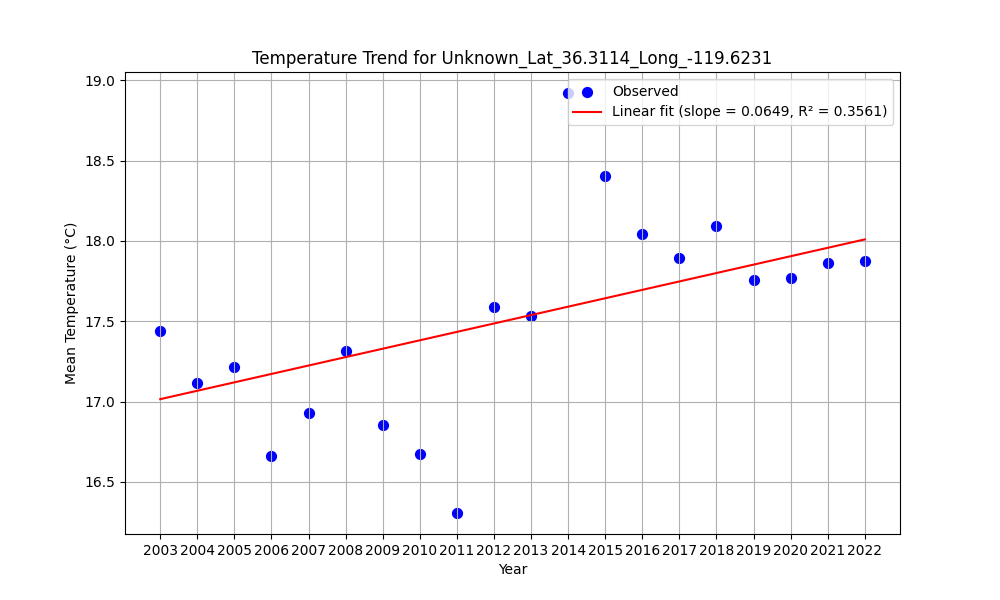 Temperature Trend for Unknown_Lat_36.3114_Long_-119.6231
Observed
Linear fit (slope = 0.0649, R² = 0.3561)
Mean Temperature (°C)
19.0
18.5
18.0
17.5
17.0
16.5
2003 2004 2005 2006 2007 2008 2009 2010 2011 2012 2013 2014 2015 2016 2017 2018 2019 2020 2021 2022
Year